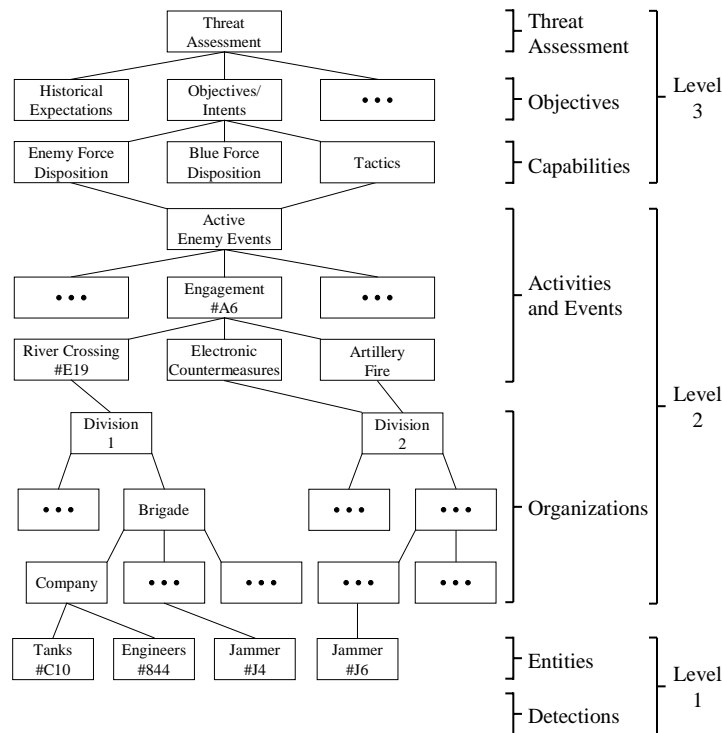 Threat
Assessment
Threat
Assessment
Historical
Expectations
Objectives/
Intents
• • •
Objectives
Level
3
Enemy Force
Disposition
Blue Force
Disposition
Tactics
Capabilities
Active
Enemy Events
• • •
Engagement
#A6
• • •
Activities
and Events
River Crossing
#E19
Electronic
Countermeasures
Artillery
Fire
Level
2
Division
1
Division
2
• • •
Brigade
• • •
• • •
Organizations
Company
• • •
• • •
• • •
• • •
Tanks
#C10
Engineers
#844
Jammer
#J4
Jammer
#J6
Entities
Level
1
Detections